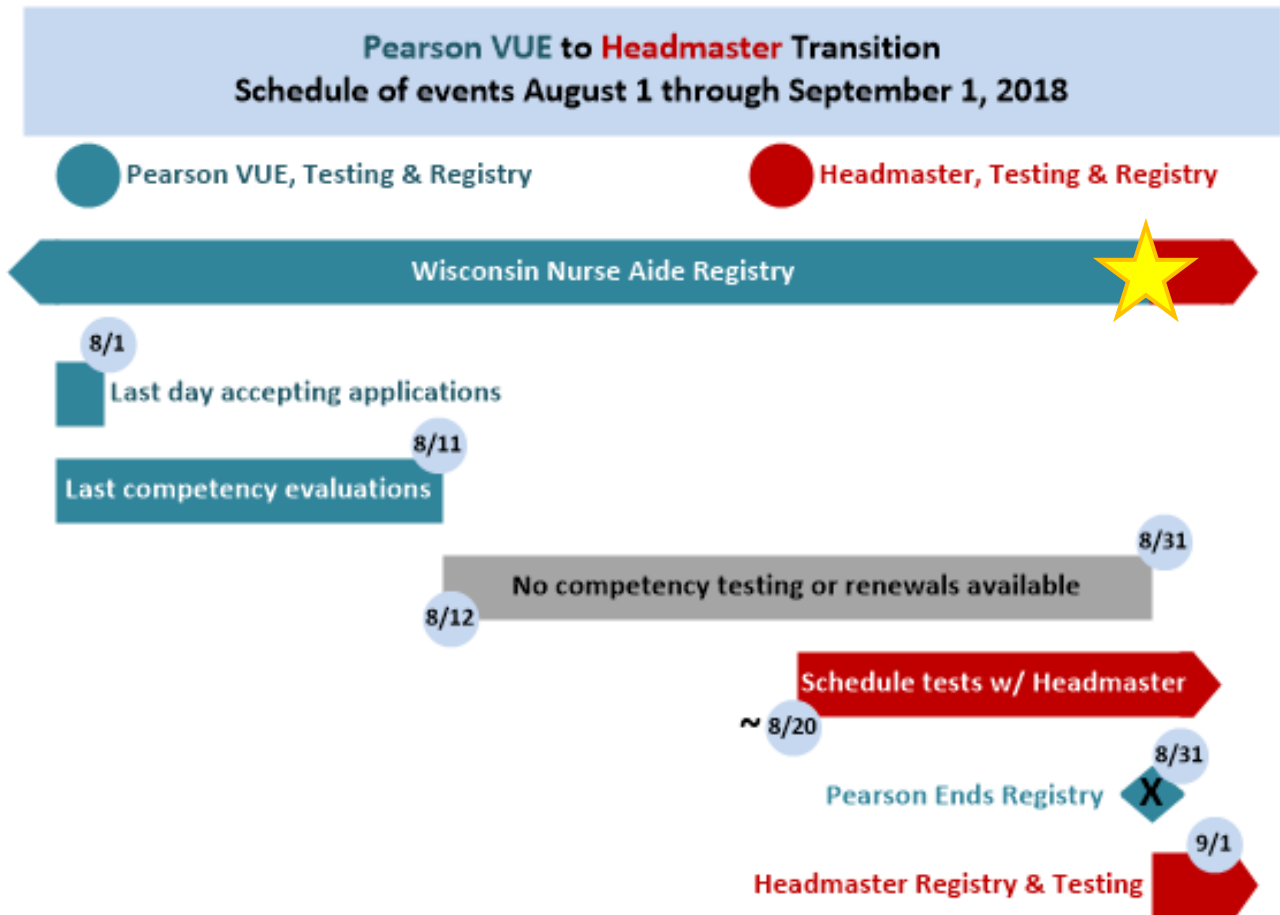 Pearson VUE to Headmaster Transition
Schedule of events August 1 through September 1, 2018
Pearson VUE, Testing & Registry
Headmaster, Testing & Registry
Wisconsin Nurse Aide Registry
8/1
Last day accepting applications
8/11
Last competency evaluations
8/31
No competency testing or renewals available
8/12
Schedule tests w/ Headmaster
~ 8/20
8/31
Pearson Ends Registry
X
9/1
Headmaster Registry & Testing